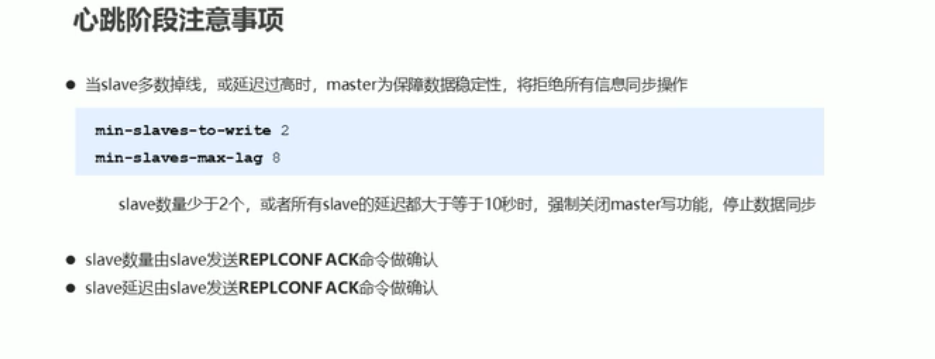 心跳阶段注意事项
● 当slave多数掉线，或延迟过高时，master为保障数据稳定性，将拒绝所有信息同步操作
min-slaves-to-write 2
min-slaves-max-lag 8
slave数量少于2个，或者所有slave的延迟都大于等于10秒时，强制关闭master写功能，停止数据同步
● slave数量由slave发送REPLCONF ACK命令做确认
● slave延迟由slave发送REPLCONF ACK命令做确认